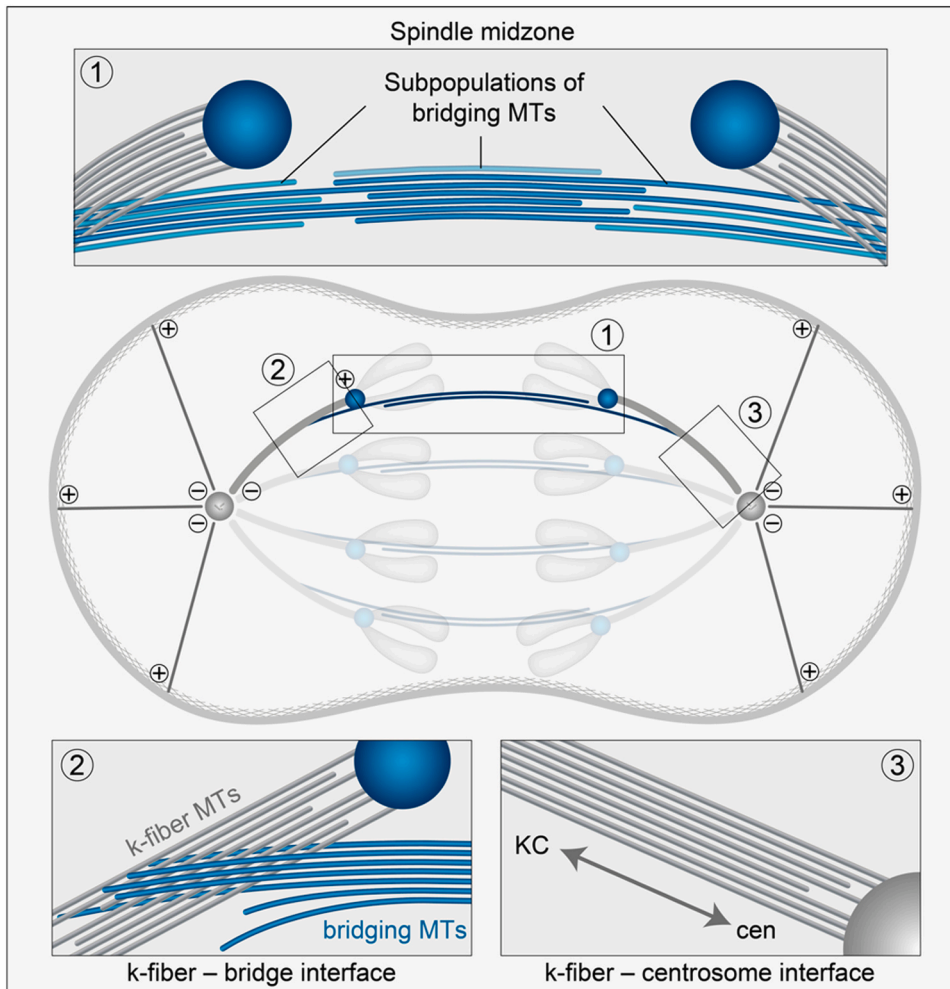 Spindle midzone
①
Subpopulations of
bridging MTs
①
②
③
+
+
+
+
+
+
+
−
−
−
−
−
②
k-fiber MTs
bridging MTs
③
KC
cen
k-fiber – bridge interface
k-fiber – centrosome interface